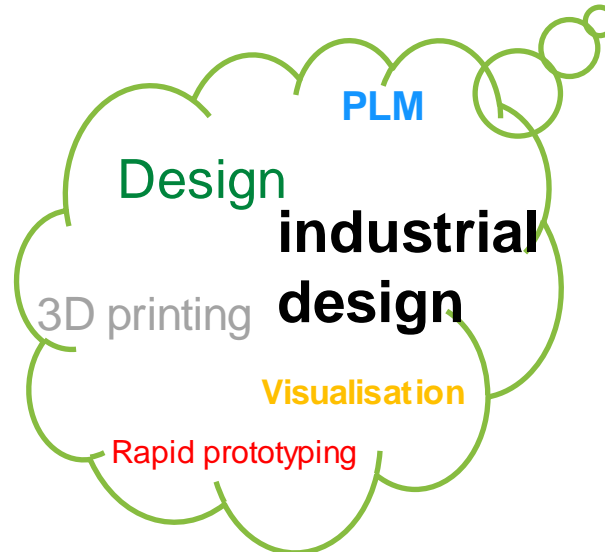 PLM
Design
industrial
design
3D printing
Visualisation
Rapid prototyping